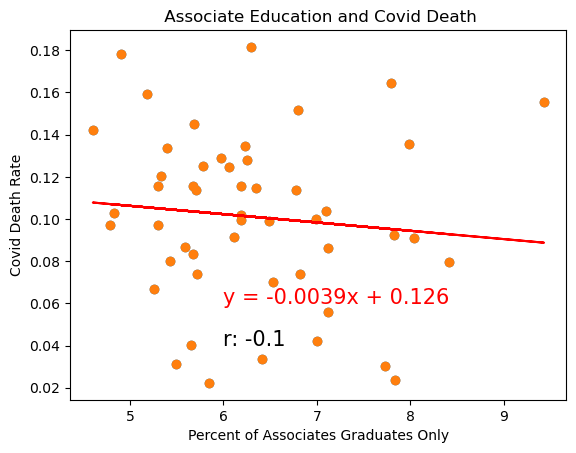 Associate Education and Covid Death
0.18
0.16
0.14
0.12
0.10
0.08
0.06
0.04
0.02
Covid Death Rate
y = -0.0039x + 0.126
r: -0.1
5 6 7 8 9
Percent of Associates Graduates Only